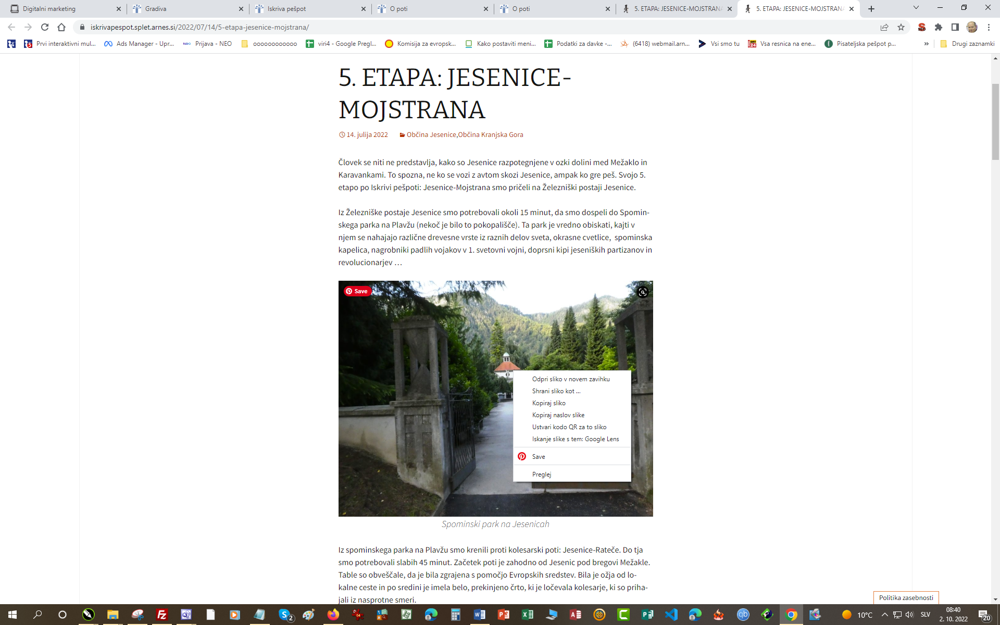 Digitalni marketing
Gradiva
Iskriva pešpot
O poti
O poti
5. ETAPA: JESENICE-MOJSTRANA
5. ETAPA: JESENICE-MOJSTRANA
iskrivapespot.splet.arnes.si/2022/07/14/5-etapa-jesenice-mojstrana/
Prvi interaktivni mul...
Ads Manager - Upr...
Prijava - NEO
oooooooooooo
viri4 - Google Pregl...
Komisija za evropsk...
Kako postaviti meni...
Podatki za davke -...
(6418) webmail.arn...
Vsi smo tu
Vsa resnica na ene...
Pisateljska pešpot p...
»
Drugi zaznamki
5. ETAPA: JESENICE-
MOJSTRANA
14. julija 2022 Občina Jesenice,Občina Kranjska Gora
Človek se niti ne predstavlja, kako so Jesenice razpotegnjene v ozki dolini med Mežaklo in
Karavankami. To spozna, ne ko se vozi z avtom skozi Jesenice, ampak ko gre peš. Svojo 5.
etapo po Iskrivi pešpoti: Jesenice-Mojstrana smo pričeli na Železniški postaji Jesenice.
Iz Železniške postaje Jesenice smo potrebovali okoli 15 minut, da smo dospeli do Spomin-
skega parka na Plavžu (nekoč je bilo to pokopališče). Ta park je vredno obiskati, kajti v
njem se nahajajo različne drevesne vrste iz raznih delov sveta, okrasne cvetlice, spominska
kapelica, nagrobniki padlih vojakov v 1. svetovni vojni, doprsni kipi jeseniških partizanov in
revolucionarjev …
Save
Odpri sliko v novem zavihku
Shrani sliko kot ...
Kopiraj sliko
Kopiraj naslov slike
Ustvari kodo QR za to sliko
Iskanje slike s tem: Google Lens
Save
Preglej
Spominski park na Jesenicah
Iz spominskega parka na Plavžu smo krenili proti kolesarski poti: Jesenice-Rateče. Do tja
smo potrebovali slabih 45 minut. Začetek poti je zahodno od Jesenic pod bregovi Mežakle.
Table so obveščale, da je bila zgrajena s pomočjo Evropskih sredstev. Bila je ožja od lo-
kalne ceste in po sredini je imela belo, prekinjeno črto, ki je ločevala kolesarje, ki so priha-
jali iz nasprotne smeri.
Politika zasebnosti
10°C
SLV
08:40
2. 10. 2022
20